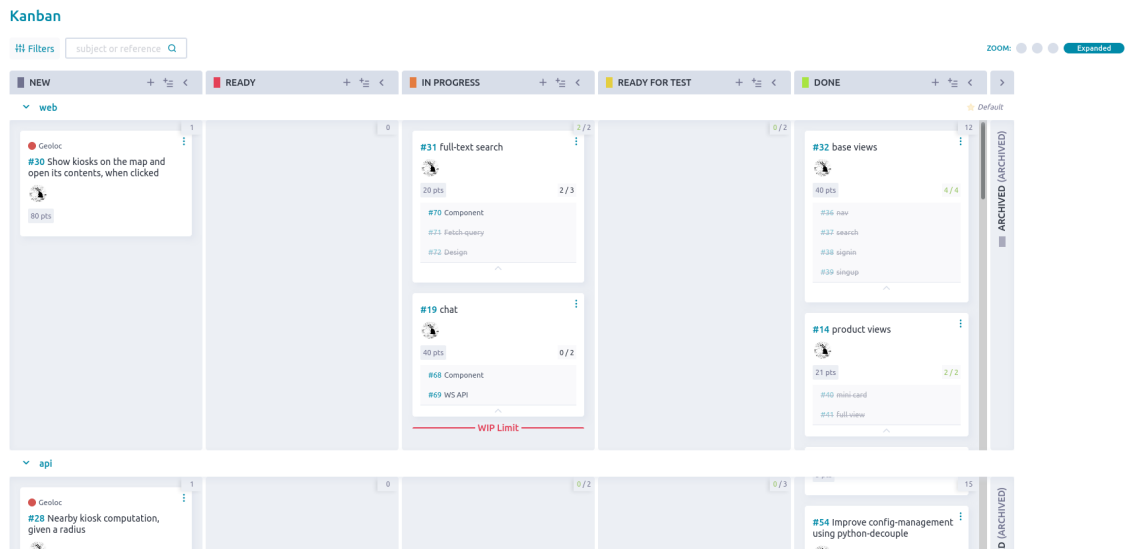 Kanban
Filters
subject or reference
ZOOM:
Expanded
NEW
READY
IN PROGRESS
READY FOR TEST
DONE
web
Default
1
0
2/2
0/2
12
Geoloc
#30 Show kiosks on the map and
open its contents, when clicked
80 pts
#31 full-text search
20 pts
2/3
#70 Component
#71 Fetch query
#72 Design
#19 chat
40 pts
0/2
#68 Component
#69 WS API
WIP Limit
#32 base views
40 pts
4/4
#36 nav
#37 search
#38 signin
#39 singup
#14 product views
21 pts
2/2
#40 mini card
#41 full view
ARCHIVED (ARCHIVED)
api
1
0
0/2
0/3
15
Geoloc
#28 Nearby kiosk computation,
given a radius
#54 Improve config-management
using python-decouple
D (ARCHIVED)